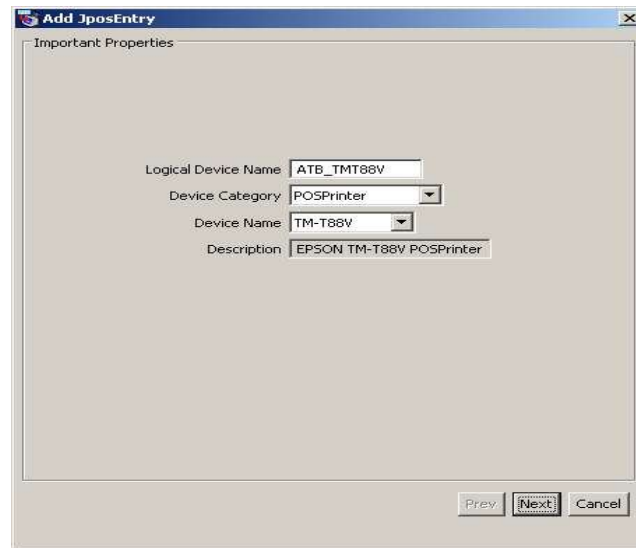 Add JposEntry
Important Properties
Logical Device Name ATB_TMT88V
Device Category POSPrinter
Device Name TM-T88V
Description EPSON TM-T88V POSPrinter
Prev Next Cancel